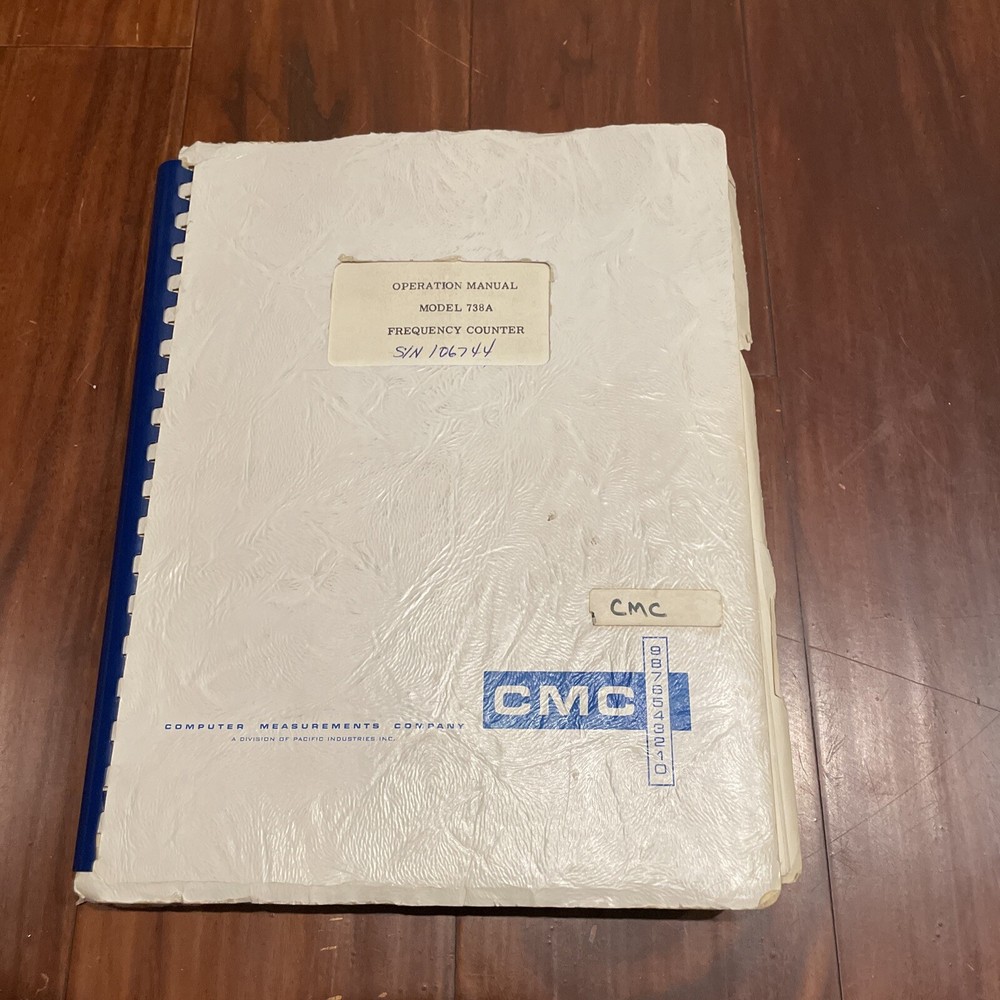 OPERATION MANUAL
MODEL 738A
FREQUENCY COUNTER
S/N 106744
CMC
CMC
9876543210
COMPUTER MEASUREMENTS COMPANY
A DIVISION OF PACIFIC INDUSTRIES INC.